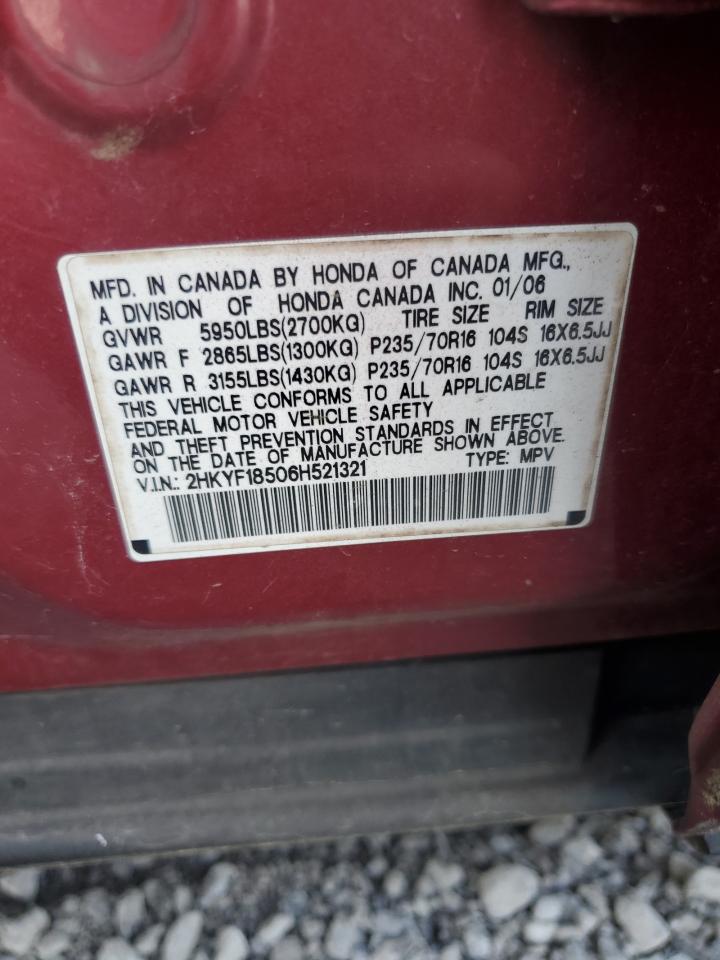 MFD. IN CANADA BY HONDA OF CANADA MFG.,
A DIVISION OF HONDA CANADA INC. 01/06
GVWR 5950LBS(2700KG) TIRE SIZE RIM SIZE
GAWR F 2865LBS(1300KG) P235/70R16 104S 16X6.5JJ
GAWR R 3155LBS(1430KG) P235/70R16 104S 16X6.5JJ
THIS VEHICLE CONFORMS TO ALL APPLICABLE
FEDERAL MOTOR VEHICLE SAFETY
AND THEFT PREVENTION STANDARDS IN EFFECT
ON THE DATE OF MANUFACTURE SHOWN ABOVE.
V.I.N.: 2HKYF18506H521321 TYPE: MPV